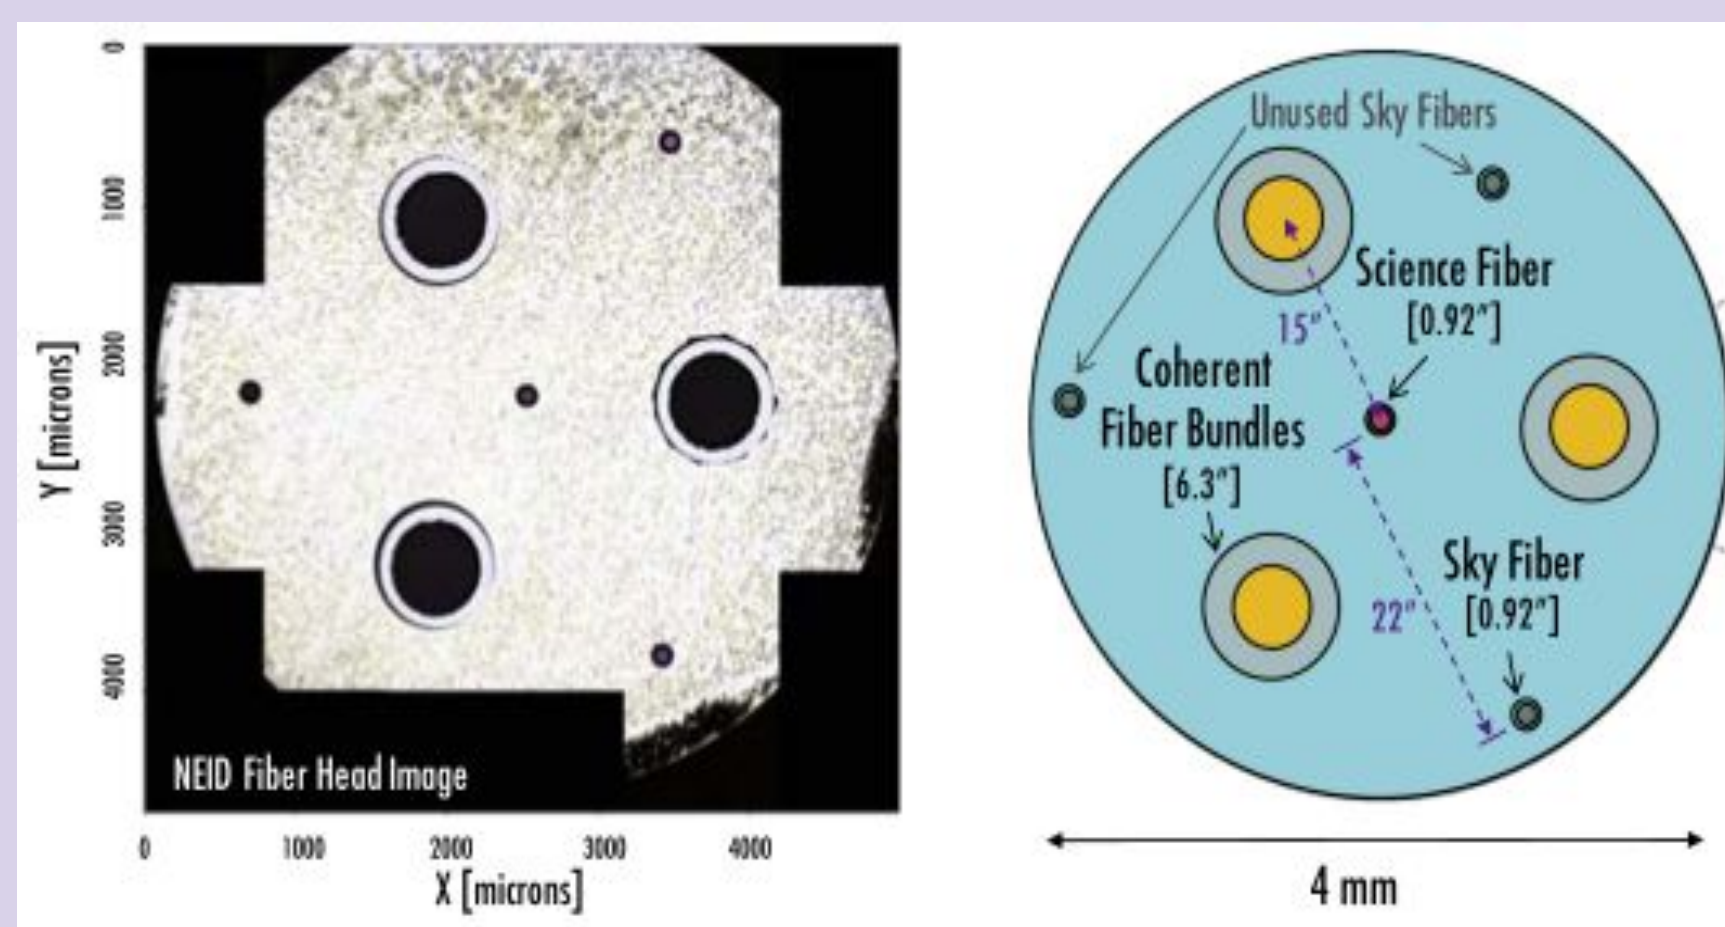 0
1000
2000
3000
4000
Y [microns]
NEID Fiber Head Image
0
1000
2000
3000
4000
X [microns]
Unused Sky Fibers
Science Fiber
[0.92"]
15"
Coherent
Fiber Bundles
[6.3"]
Sky Fiber
[0.92"]
22"
4 mm